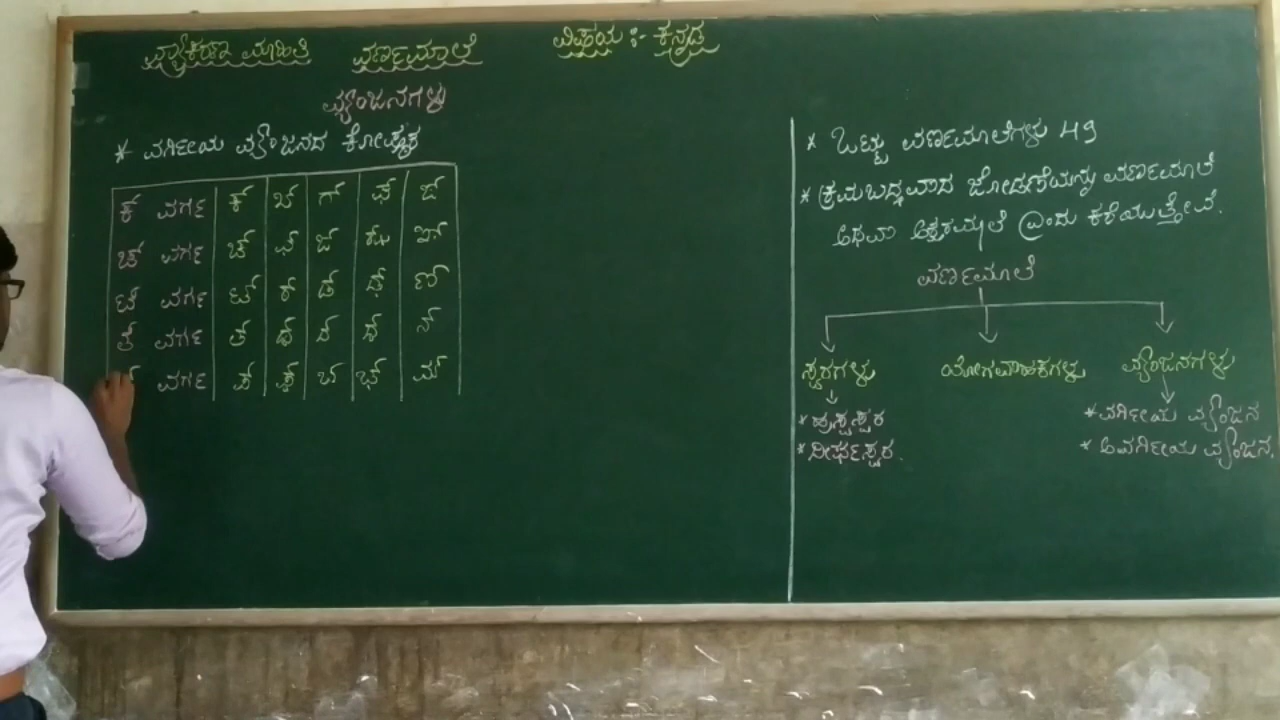 ವ್ಯಾಕರಣ ಮಾಹಿತಿ ವರ್ಣಮಾಲೆ ವಿಷಯ :- ಕನ್ನಡ
ವ್ಯಂಜನಗಳು
* ವರ್ಗೀಯ ವ್ಯಂಜನದ ಕೋಷ್ಟಕ
ಕ್ ವರ್ಗ ಕ್ ಖ್ ಗ್ ಘ್ ಙ್
ಚ್ ವರ್ಗ ಚ್ ಛ್ ಜ್ ಝ್ ಞ್
ಟ್ ವರ್ಗ ಟ್ ಠ್ ಡ್ ಢ್ ಣ್
ತ್ ವರ್ಗ ತ್ ಥ್ ದ್ ಧ್ ನ್
ವರ್ಗ ಪ್ ಫ್ ಬ್ ಭ್ ಮ್
* ಒಟ್ಟು ವರ್ಣಮಾಲೆಗಳು 49
* ಕ್ರಮಬದ್ಧವಾದ ಜೋಡಣೆಯನ್ನು ವರ್ಣಮಾಲೆ
ಅಥವಾ ಅಕ್ಷರಮಾಲೆ ಎಂದು ಕರೆಯುತ್ತೇವೆ.
ವರ್ಣಮಾಲೆ
ಸ್ವರಗಳು ಯೋಗವಾಹಕಗಳು ವ್ಯಂಜನಗಳು
* ಹ್ರಸ್ವಸ್ವರ * ವರ್ಗೀಯ ವ್ಯಂಜನ
* ದೀರ್ಘಸ್ವರ. * ಅವರ್ಗೀಯ ವ್ಯಂಜನ.